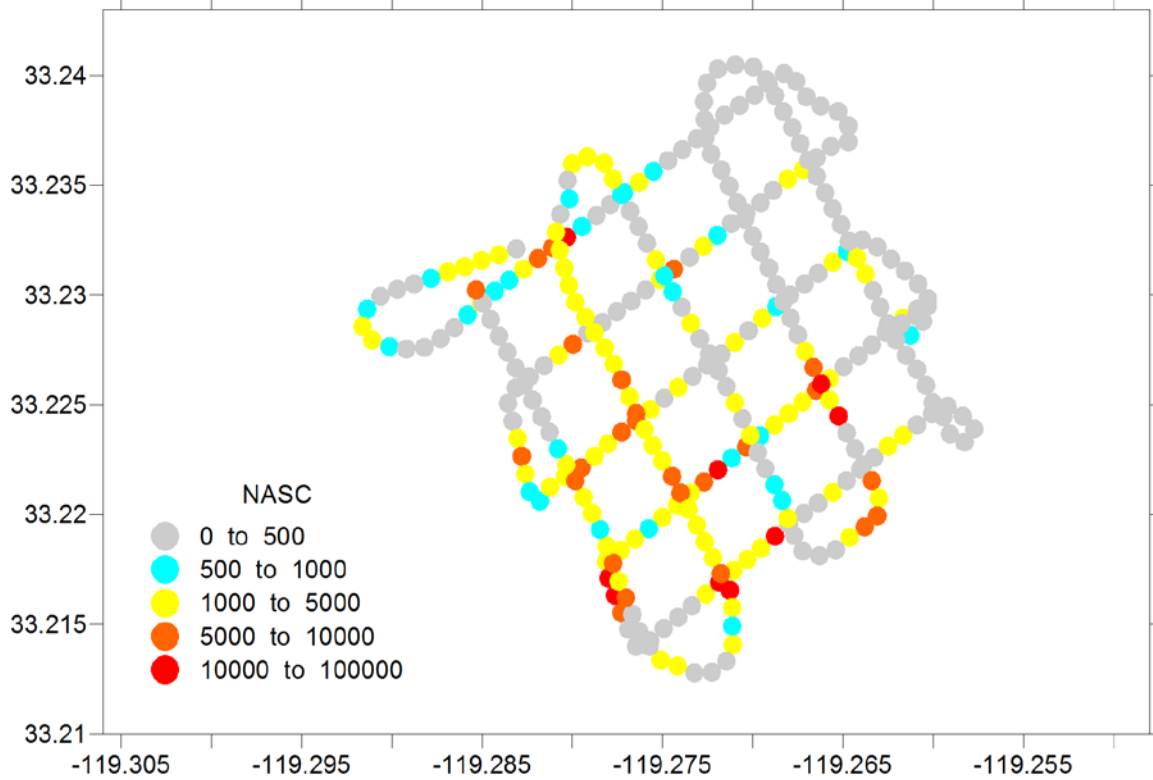 33.24
33.235
33.23
33.225
33.22
33.215
33.21
NASC
0 to 500
500 to 1000
1000 to 5000
5000 to 10000
10000 to 100000
-119.305 -119.295 -119.285 -119.275 -119.265 -119.255